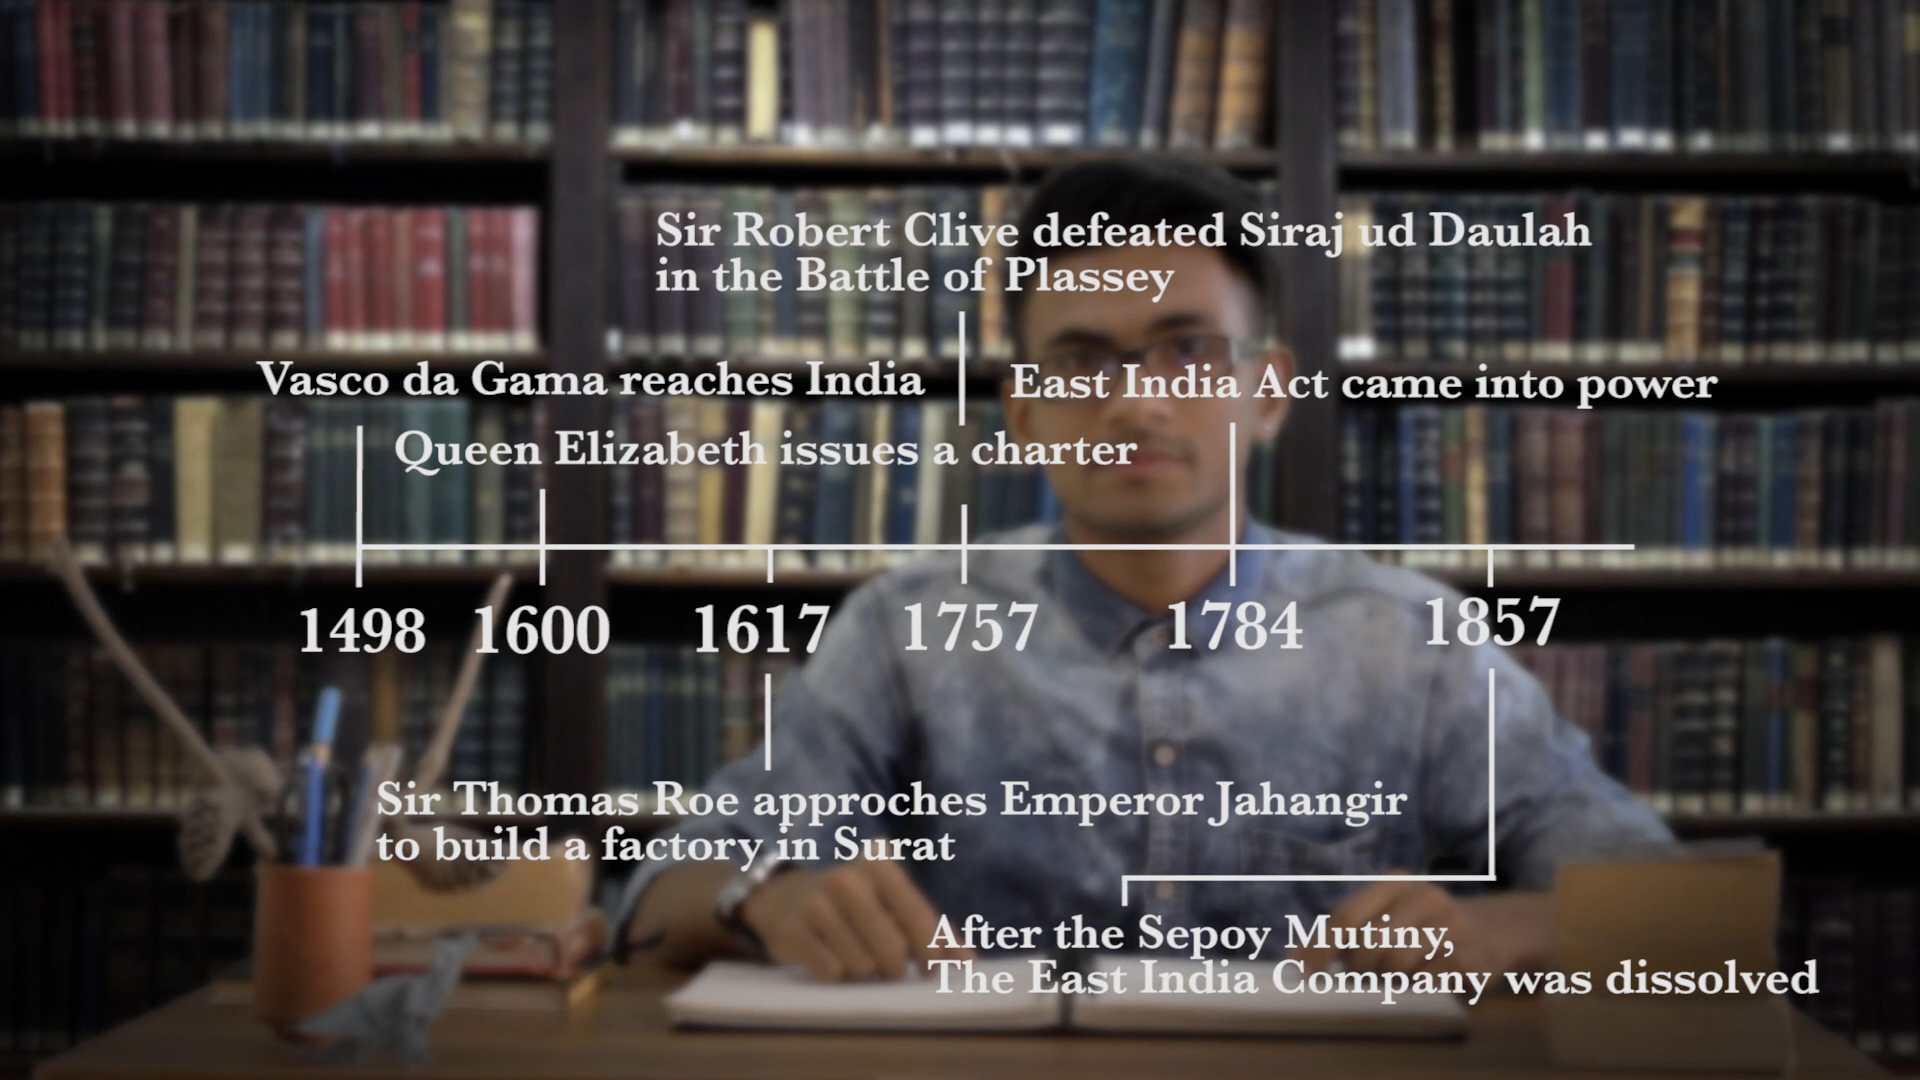 Sir Robert Clive defeated Siraj ud Daulah
in the Battle of Plassey
Vasco da Gama reaches India
East India Act came into power
Queen Elizabeth issues a charter
1498
1600
1617
1757
1784
1857
Sir Thomas Roe approches Emperor Jahangir
to build a factory in Surat
After the Sepoy Mutiny,
The East India Company was dissolved